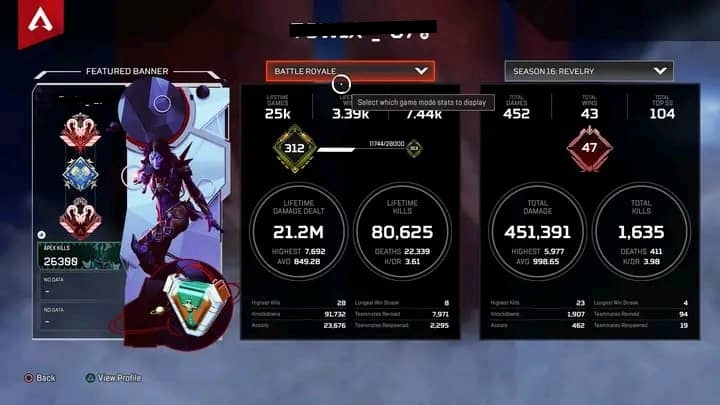 FEATURED BANNER
APEX KILLS
26300
NO DATA
-
NO DATA
-
BATTLE ROYALE
Select which game mode stats to display
LIFETIME GAMES
25k
3.39k
7.44k
312
11744/28000
LIFETIME DAMAGE DEALT
21.2M
HIGHEST 7,692
AVG 849.28
LIFETIME KILLS
80,625
DEATHS 22,339
K/DR 3.61
Highest Kills 28
Longest Win Streak 8
Knockdowns 91,732
Teammates Revived 7,971
Assists 23,676
Teammates Respawned 2,295
SEASON 16: REVELRY
TOTAL GAMES
452
TOTAL WINS
43
TOTAL TOP 5S
104
47
TOTAL DAMAGE
451,391
HIGHEST 5,977
AVG 998.65
TOTAL KILLS
1,635
DEATHS 411
K/DR 3.98
Highest Kills 23
Longest Win Streak 4
Knockdowns 1,907
Teammates Revived 94
Assists 462
Teammates Respawned 19
Back
View Profile